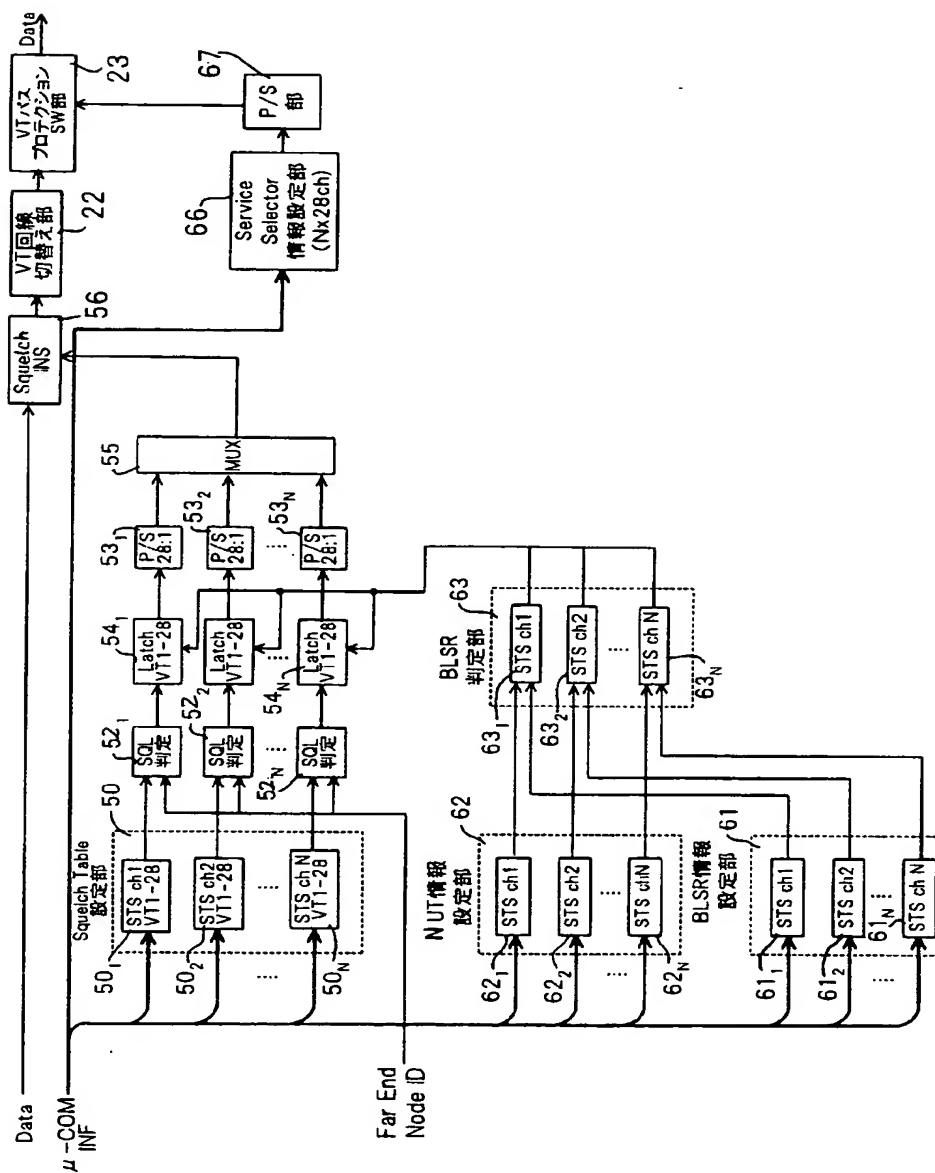 Data
μ-COM
INF
Far End
Node ID
Squelch Table
設定部
50
50₁
STS ch1
VT1-28
50₂
STS ch2
VT1-28
50N
STS ch N
VT1-28
52₁
SQL
判定
52₂
SQL
判定
52N
SQL
判定
54₁
Latch
VT1-28
Latch
VT1-28
54N
Latch
VT1-28
53₁
P/S
28:1
53₂
P/S
28:1
53N
P/S
28:1
55
MUX
56
Squelch
INS
22
VT回線
切替え部
23
VTパス
プロテクション
SW部
Data
66
Service
Selector
情報設定部
(Nx28ch)
67
P/S
部
NUT情報
設定部
62
62₁
STS ch1
62₂
STS ch2
62N
STS chN
BLSR情報
設定部
61
61₁
STS ch1
61₂
STS ch2
61N
STS ch N
BLSR
判定部
63
63₁
STS ch1
63₂
STS ch2
63N
STS ch N